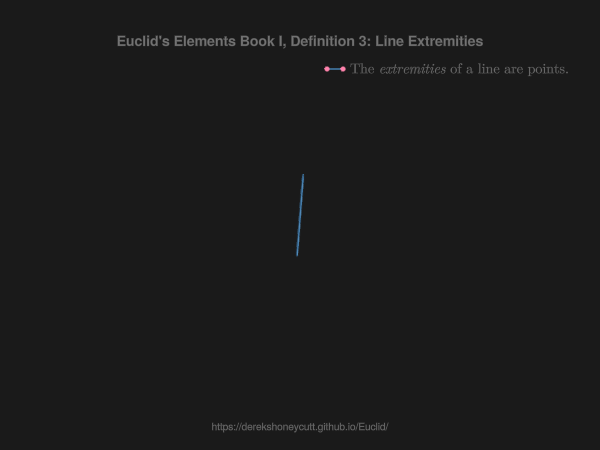 Euclid's Elements Book I, Definition 3: Line Extremities
The extremities of a line are points.
https://derekshoneycutt.github.io/Euclid/